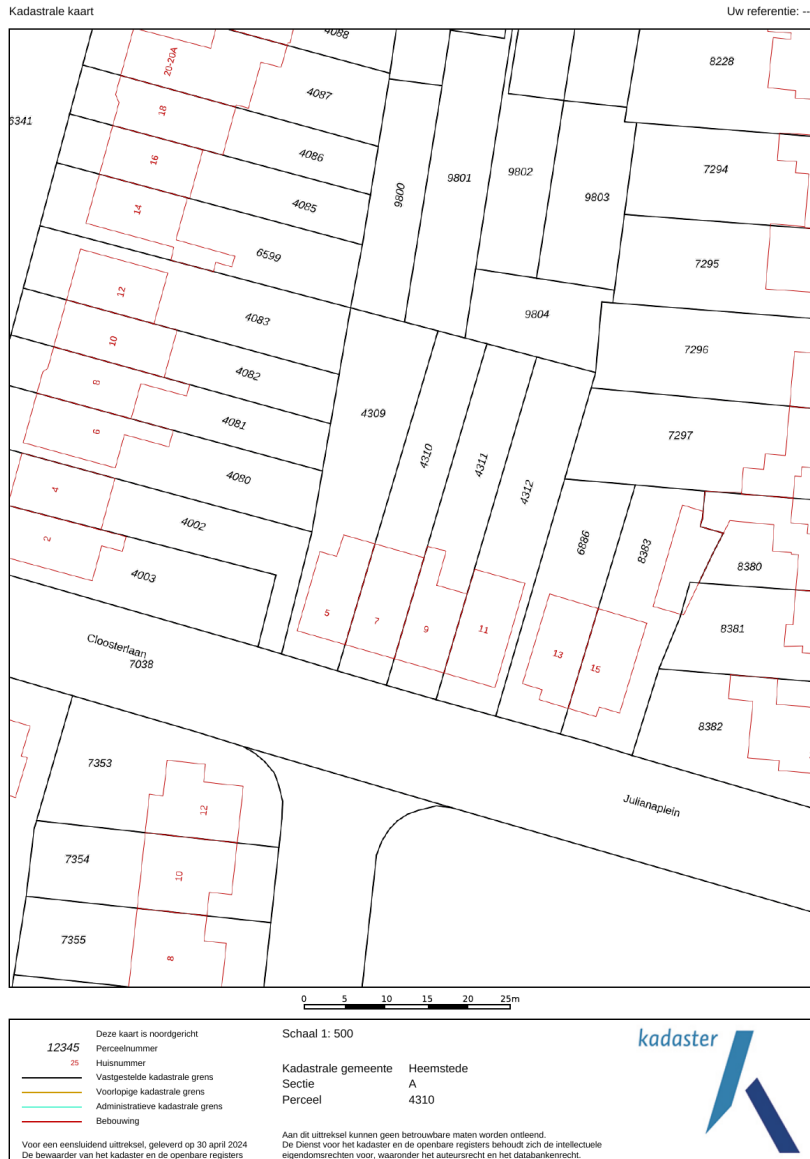 Kadastrale kaart
Uw referentie: --
4088
20-20A
8228
4087
18
6341
4086
16
9800
9801
9802
9803
7294
4085
14
6599
7295
12
4083
9804
10
4082
7296
8
4309
4081
6
4310
4311
4312
7297
4080
4
4002
2
6886
8383
8380
4003
5
7
9
11
8381
Cloosterlaan
7038
13
15
8382
7353
12
Julianaplein
7354
10
7355
8
0 5 10 15 20 25m
Deze kaart is noordgericht
12345 Perceelnummer
25 Huisnummer
Vastgestelde kadastrale grens
Voorlopige kadastrale grens
Administratieve kadastrale grens
Bebouwing
Voor een eensluidend uittreksel, geleverd op 30 april 2024
De bewaarder van het kadaster en de openbare registers
Schaal 1: 500
Kadastrale gemeente Heemstede
Sectie A
Perceel 4310
Aan dit uittreksel kunnen geen betrouwbare maten worden ontleend.
De Dienst voor het kadaster en de openbare registers behoudt zich de intellectuele
eigendomsrechten voor, waaronder het auteursrecht en het databankenrecht.
kadaster